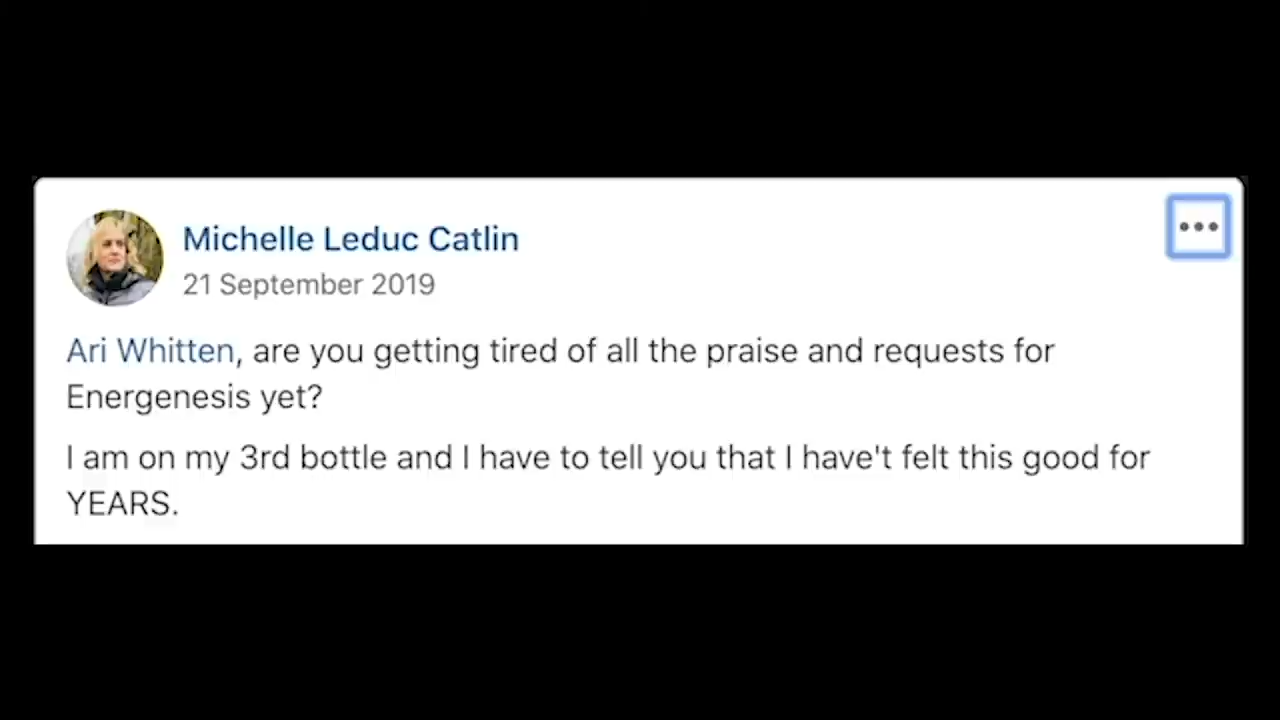 Michelle Leduc Catlin
21 September 2019
Ari Whitten, are you getting tired of all the praise and requests for
Energenesis yet?
I am on my 3rd bottle and I have to tell you that I have't felt this good for
YEARS.